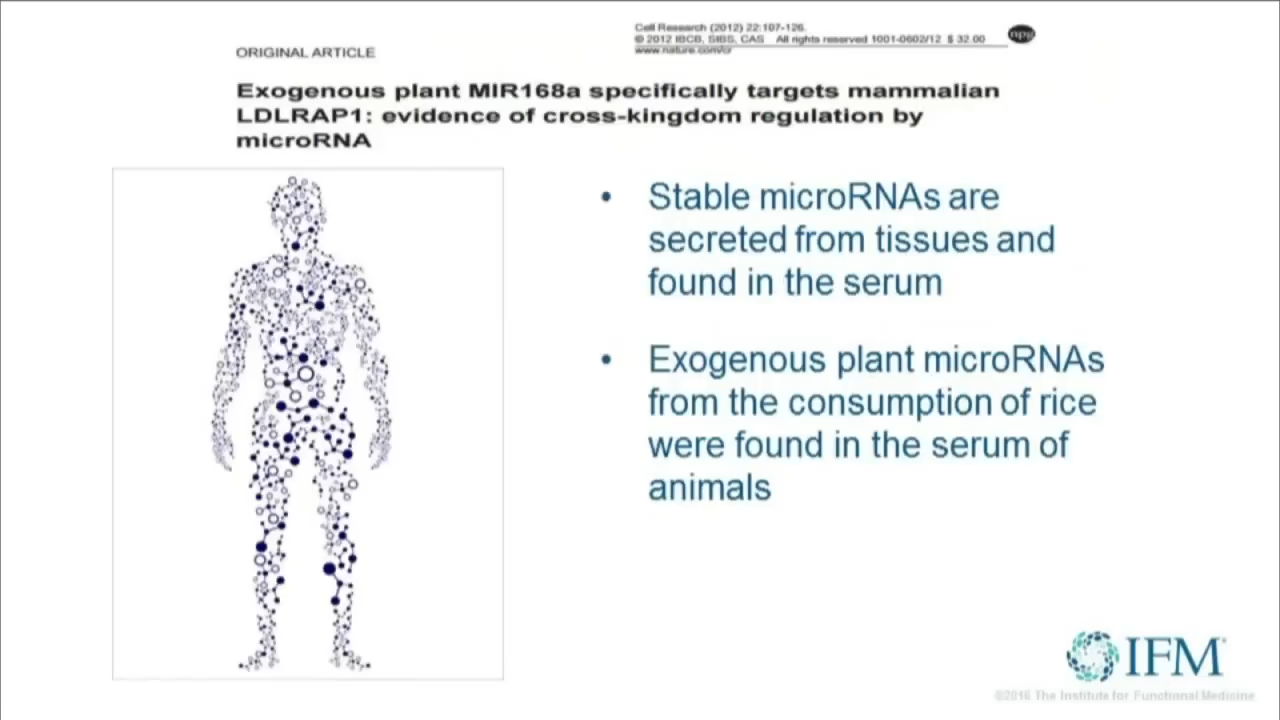 Cell Research (2012) 22:107-126.
© 2012 IBCB, SIBS, CAS All rights reserved 1001-0602/12 $ 32.00
www.nature.com/cr
npg
ORIGINAL ARTICLE
Exogenous plant MIR168a specifically targets mammalian
LDLRAP1: evidence of cross-kingdom regulation by
microRNA
• Stable microRNAs are
secreted from tissues and
found in the serum
• Exogenous plant microRNAs
from the consumption of rice
were found in the serum of
animals
IFM
©2016 The Institute for Functional Medicine